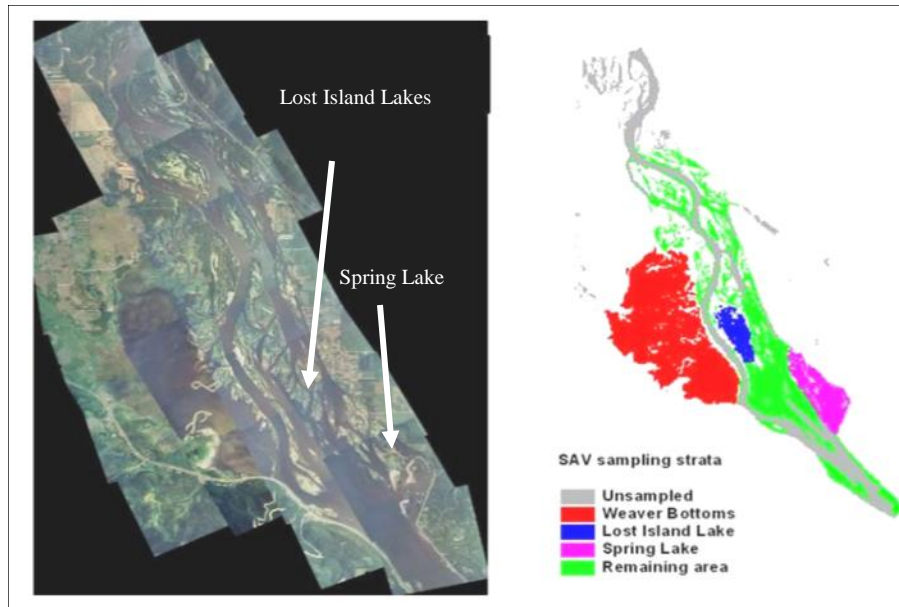 Lost Island Lakes
Spring Lake
SAV sampling strata
Unsampled
Weaver Bottoms
Lost Island Lake
Spring Lake
Remaining area